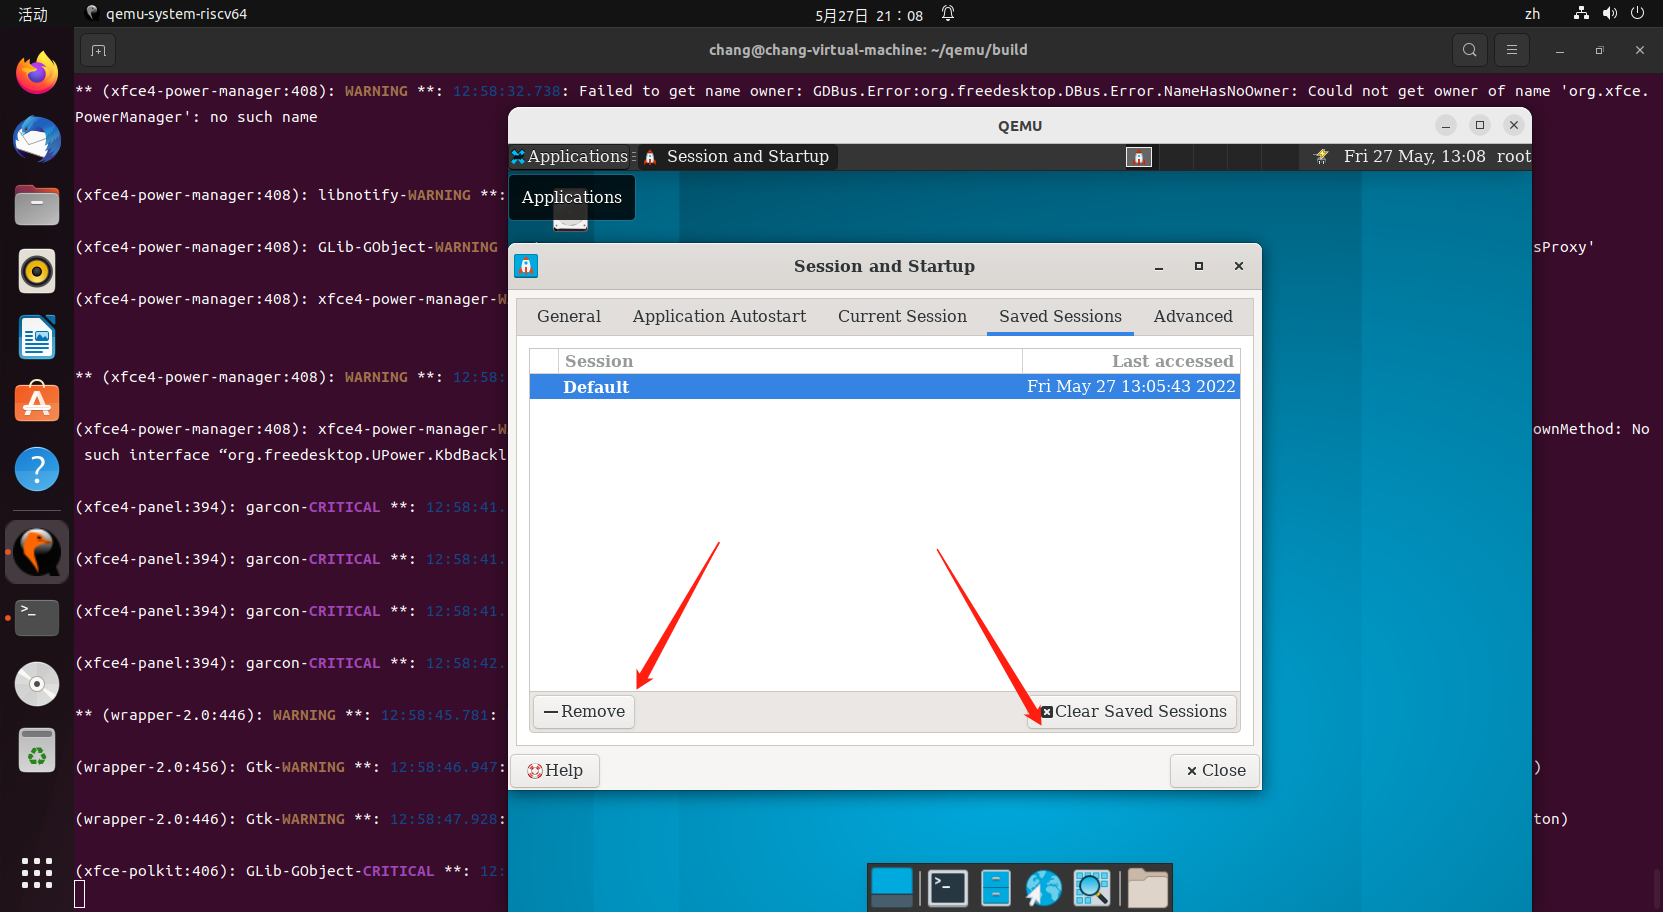 活动 qemu-system-riscv64 5月27日 21：08 zh
chang@chang-virtual-machine: ~/qemu/build
** (xfce4-power-manager:408): WARNING **: 12:58:32.738: Failed to get name owner: GDBus.Error:org.freedesktop.DBus.Error.NameHasNoOwner: Could not get owner of name 'org.xfce.
PowerManager': no such name
QEMU
Applications Session and Startup Fri 27 May, 13:08 root
(xfce4-power-manager:408): libnotify-WARNING **:
Applications
(xfce4-power-manager:408): GLib-GObject-WARNING
sProxy'
Session and Startup
(xfce4-power-manager:408): xfce4-power-manager-W
General Application Autostart Current Session Saved Sessions Advanced
Session Last accessed
** (xfce4-power-manager:408): WARNING **: 12:58:
Default Fri May 27 13:05:43 2022
(xfce4-power-manager:408): xfce4-power-manager-W
ownMethod: No
such interface “org.freedesktop.UPower.KbdBackl
(xfce4-panel:394): garcon-CRITICAL **: 12:58:41.
(xfce4-panel:394): garcon-CRITICAL **: 12:58:41.
(xfce4-panel:394): garcon-CRITICAL **: 12:58:41.
(xfce4-panel:394): garcon-CRITICAL **: 12:58:42.
** (wrapper-2.0:446): WARNING **: 12:58:45.781:
Remove Clear Saved Sessions
(wrapper-2.0:456): Gtk-WARNING **: 12:58:46.947:
)
Help Close
(wrapper-2.0:446): Gtk-WARNING **: 12:58:47.928:
ton)
(xfce-polkit:406): GLib-GObject-CRITICAL **: 12: